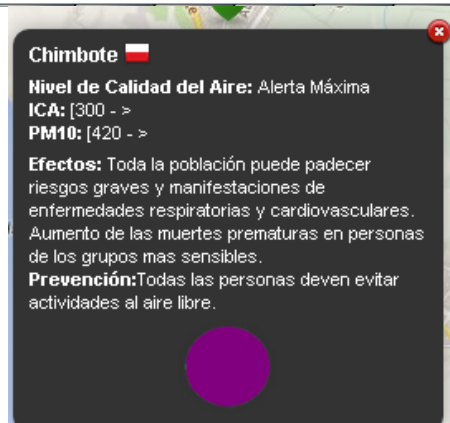 Chimbote
Nivel de Calidad del Aire: Alerta Máxima
ICA: [300 - >
PM10: [420 - >
Efectos: Toda la población puede padecer
riesgos graves y manifestaciones de
enfermedades respiratorias y cardiovasculares.
Aumento de las muertes prematuras en personas
de los grupos mas sensibles.
Prevención:Todas las personas deven evitar
actividades al aire libre.